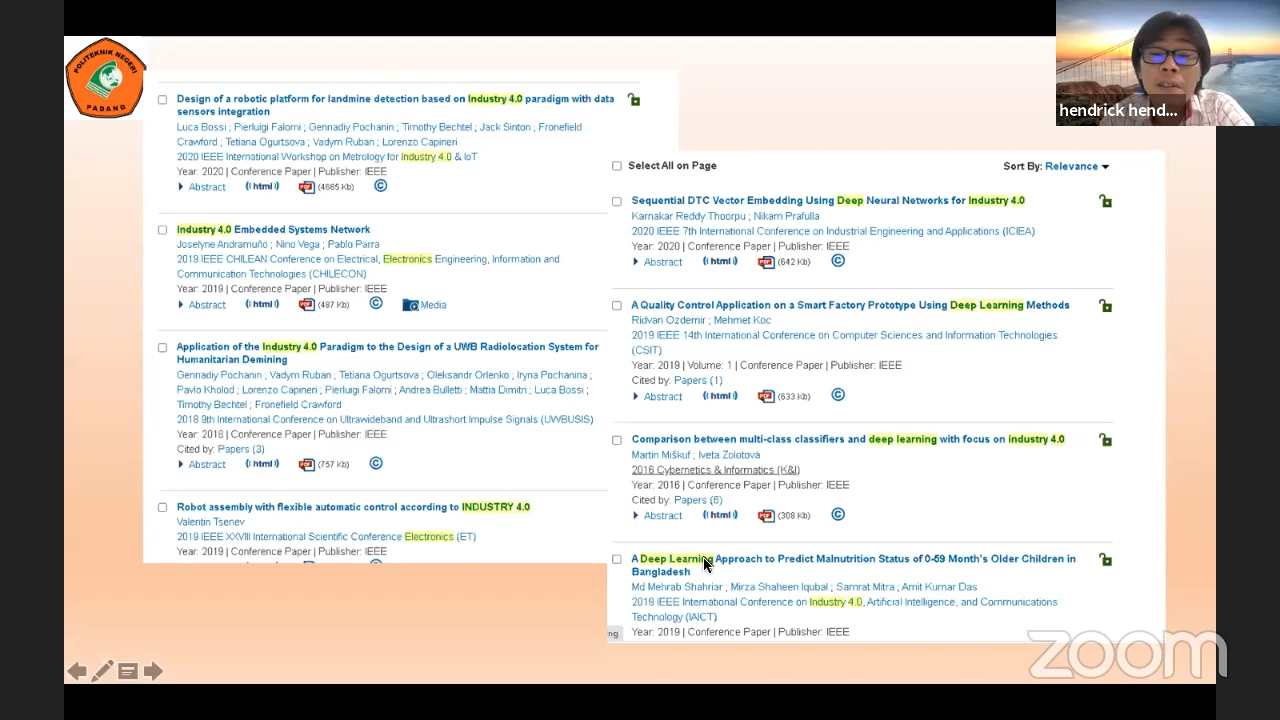 POLITEKNIK NEGERI
PADANG
Design of a robotic platform for landmine detection based on Industry 4.0 paradigm with data
sensors integration
Luca Bossi ; Pierluigi Falorni ; Gennadiy Pochanin ; Timothy Bechtel ; Jack Sinton ; Fronefield
Crawford ; Tetiana Ogurtsova ; Vadym Ruban ; Lorenzo Capineri
2020 IEEE International Workshop on Metrology for Industry 4.0 & IoT
Year: 2020 | Conference Paper | Publisher: IEEE
Abstract ((html)) PDF (4685 Kb) ©
Industry 4.0 Embedded Systems Network
Joselyne Andramuño ; Nino Vega ; Pablo Parra
2019 IEEE CHILEAN Conference on Electrical, Electronics Engineering, Information and
Communication Technologies (CHILECON)
Year: 2019 | Conference Paper | Publisher: IEEE
Abstract ((html)) PDF (487 Kb) © Media
Application of the Industry 4.0 Paradigm to the Design of a UWB Radiolocation System for
Humanitarian Demining
Gennadiy Pochanin ; Vadym Ruban ; Tetiana Ogurtsova ; Oleksandr Orlenko ; Iryna Pochanina ;
Pavlo Kholod ; Lorenzo Capineri ; Pierluigi Falorni ; Andrea Bulletti ; Mattia Dimitri ; Luca Bossi ;
Timothy Bechtel ; Fronefield Crawford
2018 9th International Conference on Ultrawideband and Ultrashort Impulse Signals (UWBUSIS)
Year: 2018 | Conference Paper | Publisher: IEEE
Cited by: Papers (3)
Abstract ((html)) PDF (757 Kb) ©
Robot assembly with flexible automatic control according to INDUSTRY 4.0
Valentin Tsenev
2019 IEEE XXVIII International Scientific Conference Electronics (ET)
Year: 2019 | Conference Paper | Publisher: IEEE
Select All on Page Sort By: Relevance
Sequential DTC Vector Embedding Using Deep Neural Networks for Industry 4.0
Karnakar Reddy Thoorpu ; Nikam Prafulla
2020 IEEE 7th International Conference on Industrial Engineering and Applications (ICIEA)
Year: 2020 | Conference Paper | Publisher: IEEE
Abstract ((html)) PDF (642 Kb) ©
A Quality Control Application on a Smart Factory Prototype Using Deep Learning Methods
Ridvan Ozdemir ; Mehmet Koc
2019 IEEE 14th International Conference on Computer Sciences and Information Technologies
(CSIT)
Year: 2019 | Volume: 1 | Conference Paper | Publisher: IEEE
Cited by: Papers (1)
Abstract ((html)) PDF (633 Kb) ©
Comparison between multi-class classifiers and deep learning with focus on industry 4.0
Martin Miškuf ; Iveta Zolotová
2016 Cybernetics & Informatics (K&I)
Year: 2016 | Conference Paper | Publisher: IEEE
Cited by: Papers (6)
Abstract ((html)) PDF (308 Kb) ©
A Deep Learning Approach to Predict Malnutrition Status of 0-59 Month's Older Children in
Bangladesh
Md Mehrab Shahriar ; Mirza Shaheen Iqubal ; Samrat Mitra ; Amit Kumar Das
2019 IEEE International Conference on Industry 4.0, Artificial Intelligence, and Communications
Technology (IAICT)
Year: 2019 | Conference Paper | Publisher: IEEE
ng
hendrick hend...
zoom